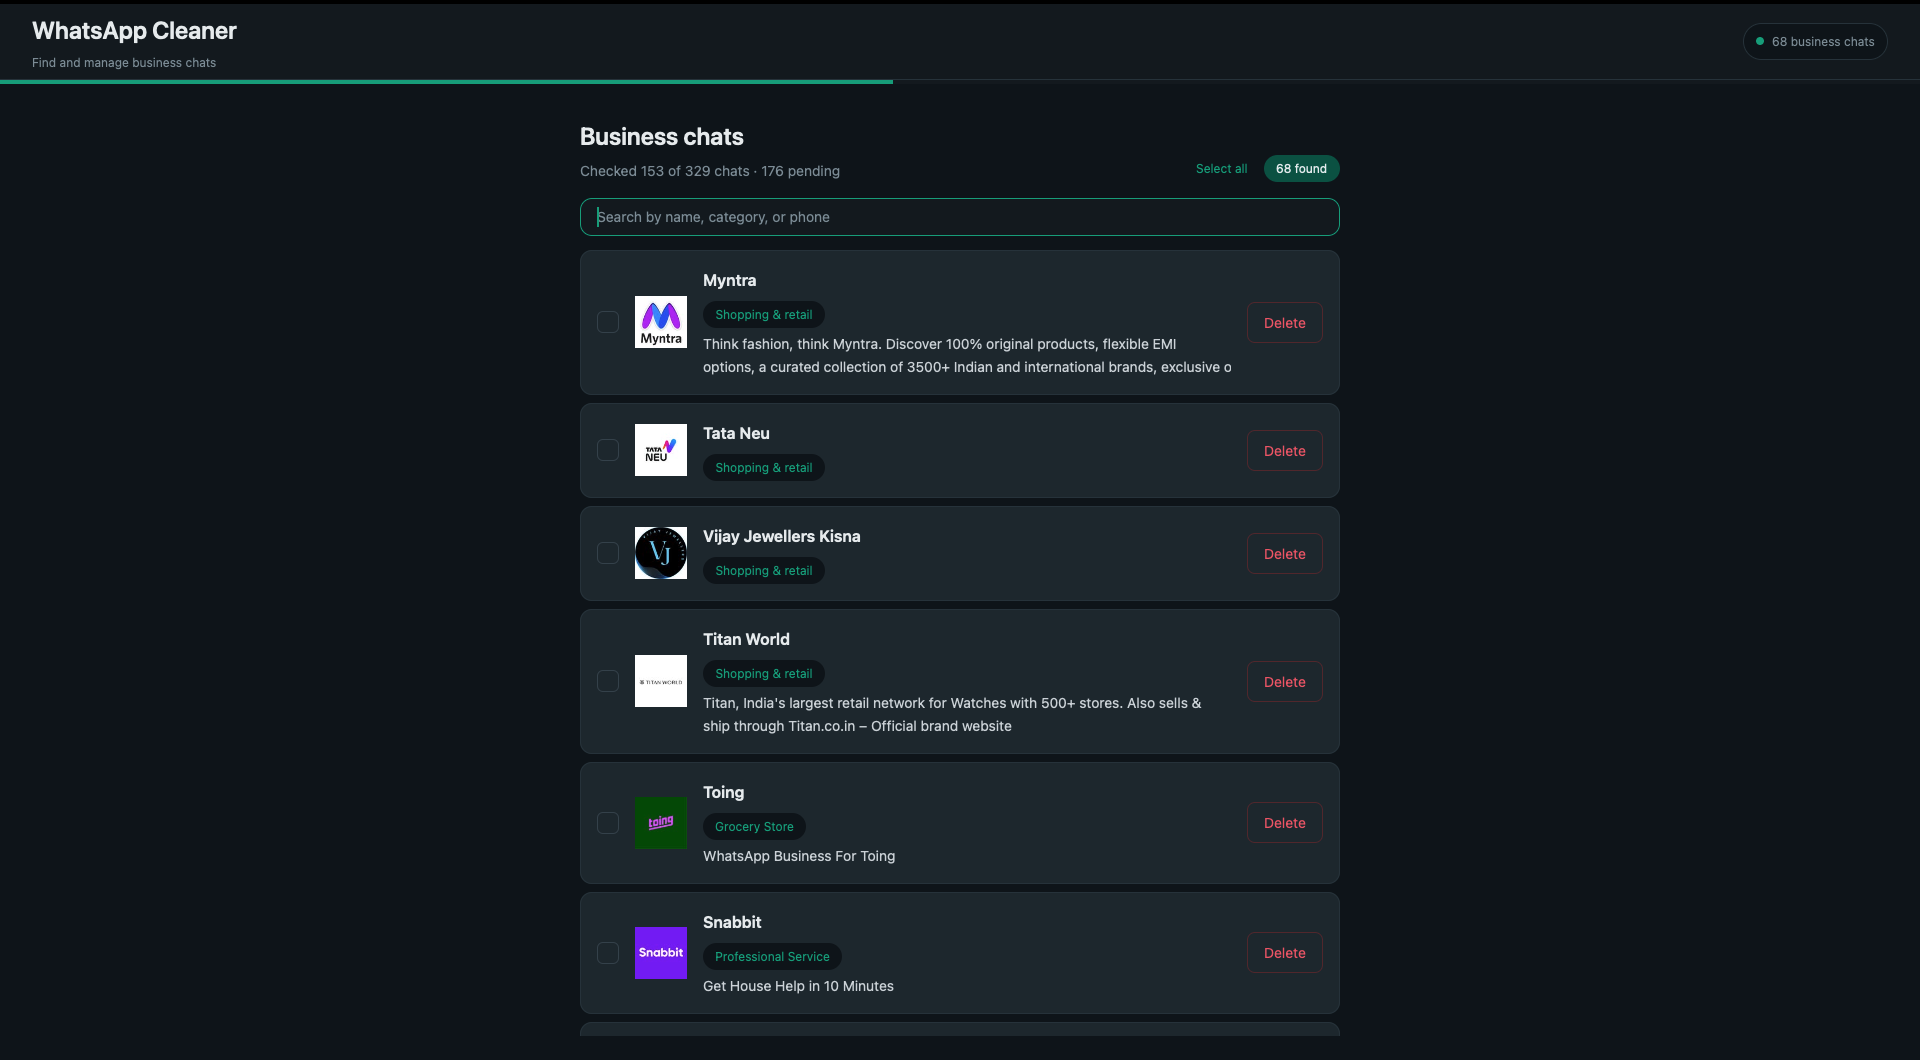 WhatsApp Cleaner
Find and manage business chats
68 business chats
Business chats
Checked 153 of 329 chats · 176 pending
Select all
68 found
Search by name, category, or phone
Myntra
Myntra
Shopping & retail
Think fashion, think Myntra. Discover 100% original products, flexible EMI
options, a curated collection of 3500+ Indian and international brands, exclusive o
Delete
TATA
NEU
Tata Neu
Shopping & retail
Delete
VJ
Vijay Jewellers Kisna
Shopping & retail
Delete
TITAN WORLD
Titan World
Shopping & retail
Titan, India's largest retail network for Watches with 500+ stores. Also sells &
ship through Titan.co.in – Official brand website
Delete
toing
Toing
Grocery Store
WhatsApp Business For Toing
Delete
Snabbit
Snabbit
Professional Service
Get House Help in 10 Minutes
Delete